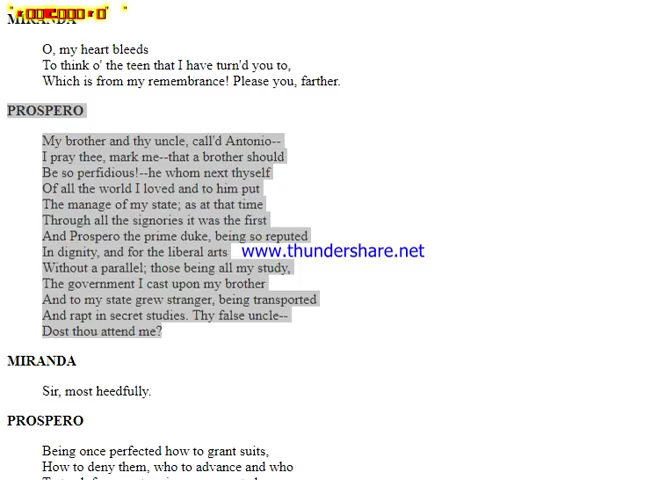 MIRANDA
O, my heart bleeds
To think o' the teen that I have turn'd you to,
Which is from my remembrance! Please you, farther.
PROSPERO
My brother and thy uncle, call'd Antonio--
I pray thee, mark me--that a brother should
Be so perfidious!--he whom next thyself
Of all the world I loved and to him put
The manage of my state; as at that time
Through all the signories it was the first
And Prospero the prime duke, being so reputed
In dignity, and for the liberal arts
www.thundershare.net
Without a parallel; those being all my study,
The government I cast upon my brother
And to my state grew stranger, being transported
And rapt in secret studies. Thy false uncle--
Dost thou attend me?
MIRANDA
Sir, most heedfully.
PROSPERO
Being once perfected how to grant suits,
How to deny them, who to advance and who